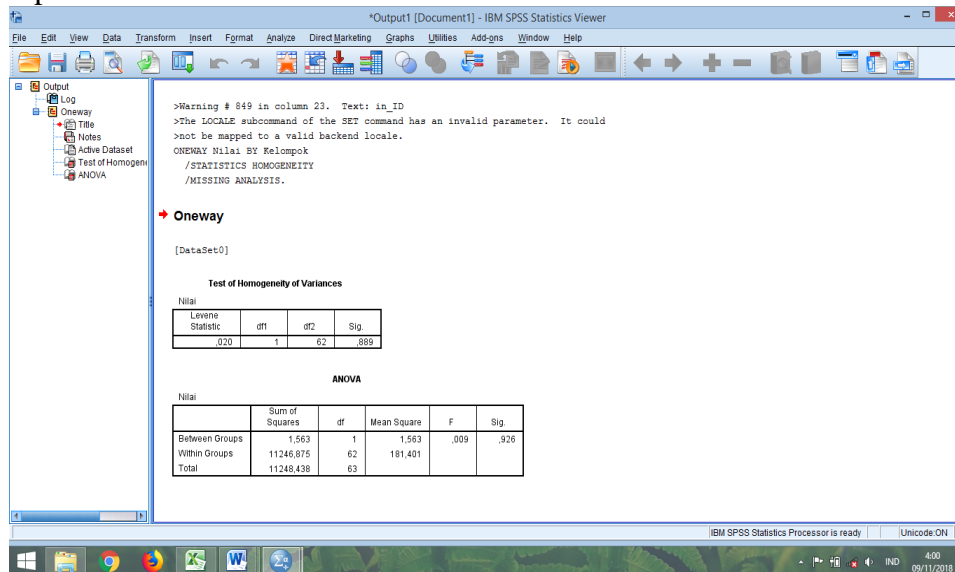 *Output1 [Document1] - IBM SPSS Statistics Viewer
File Edit View Data Transform Insert Format Analyze Direct Marketing Graphs Utilities Add-ons Window Help
Output
Log
Oneway
Title
Notes
Active Dataset
Test of Homogen
ANOVA
>Warning # 849 in column 23. Text: in_ID
>The LOCALE subcommand of the SET command has an invalid parameter. It could
>not be mapped to a valid backend locale.
ONEWAY Nilai BY Kelompok
/STATISTICS HOMOGENEITY
/MISSING ANALYSIS.
Oneway
[DataSet0]
Test of Homogeneity of Variances
Nilai
Levene Statistic df1 df2 Sig.
,020 1 62 ,889
ANOVA
Nilai
Sum of Squares df Mean Square F Sig.
Between Groups 1,563 1 1,563 ,009 ,926
Within Groups 11246,875 62 181,401
Total 11248,438 63
IBM SPSS Statistics Processor is ready Unicode:ON
IND 4:00
09/11/2018